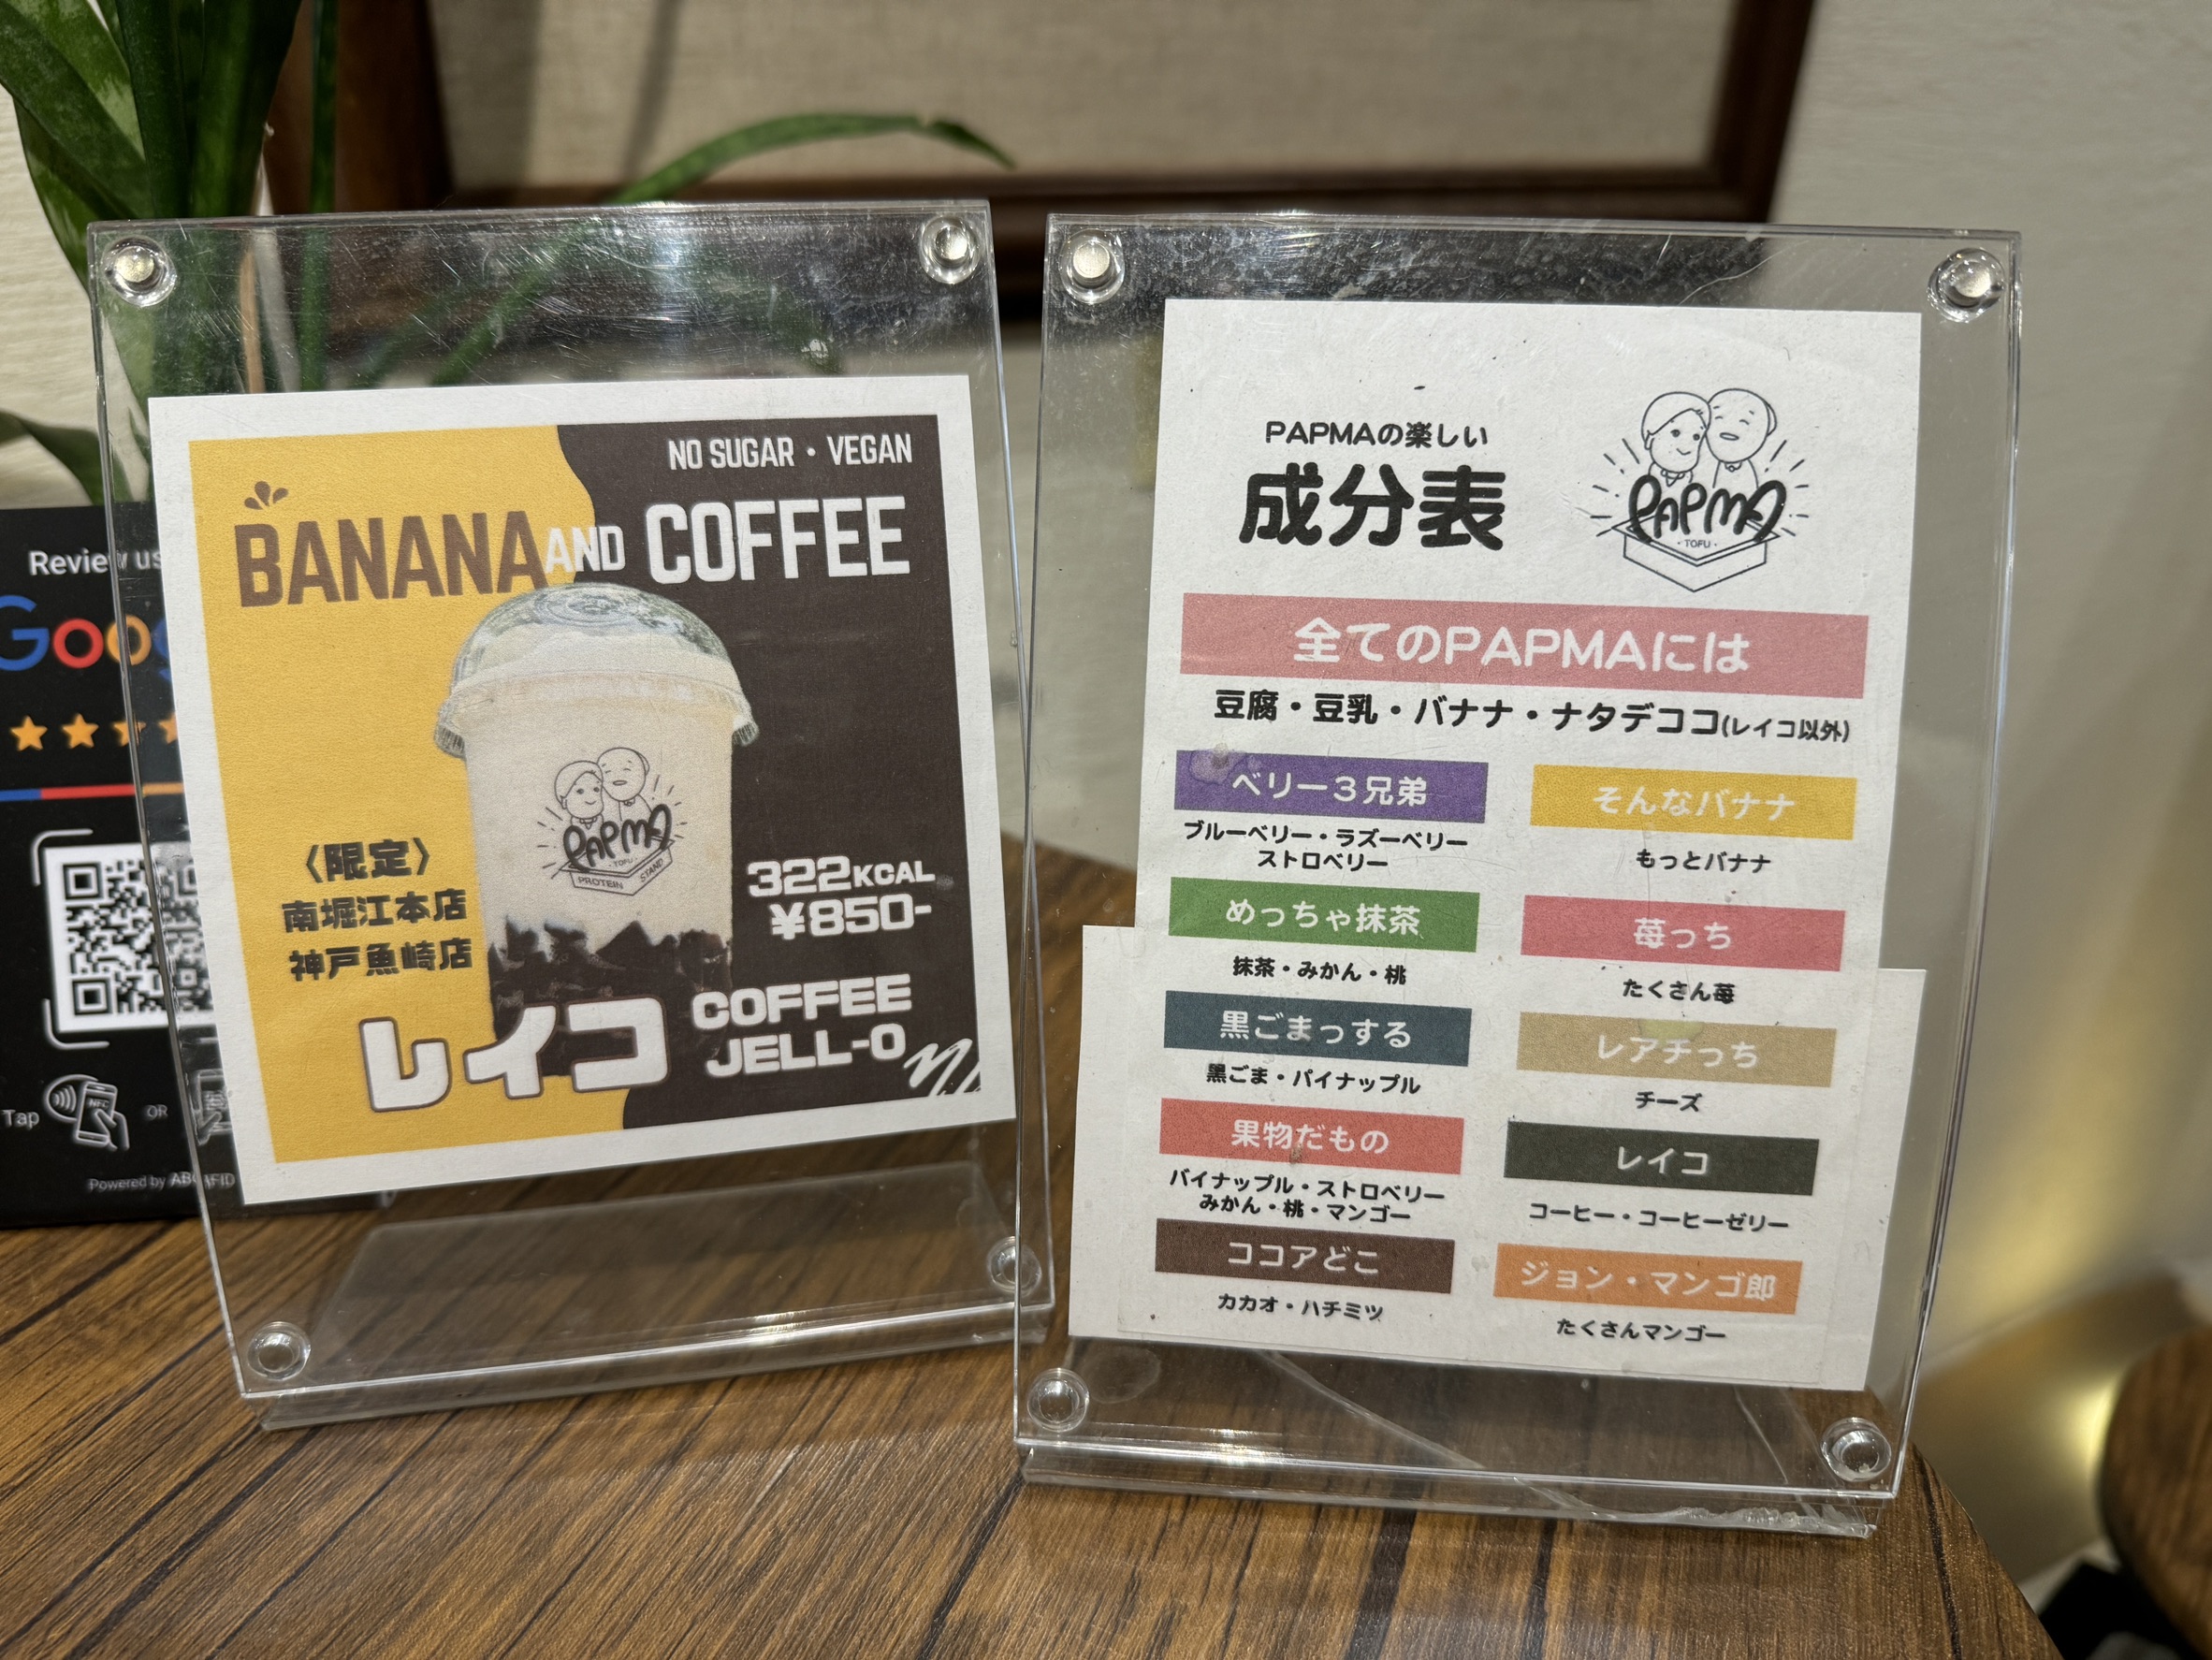 Review us
Goog
Tap
OR
Powered by
NO SUGAR・VEGAN
BANANA AND COFFEE
PAPMA
・TOFU・
PROTEIN STAND
〈限定〉
南堀江本店
神戸魚崎店
322KCAL
¥850-
レイコ
COFFEE
JELL-O
PAPMAの楽しい
成分表
PAPMA
・TOFU・
全てのPAPMAには
豆腐・豆乳・バナナ・ナタデココ(レイコ以外)
ベリー3兄弟
ブルーベリー・ラズーベリー
ストロベリー
そんなバナナ
もっとバナナ
めっちゃ抹茶
抹茶・みかん・桃
苺っち
たくさん苺
黒ごまっする
黒ごま・パイナップル
レアチっち
チーズ
果物だもの
パイナップル・ストロベリー
みかん・桃・マンゴー
レイコ
コーヒー・コーヒーゼリー
ココアどこ
カカオ・ハチミツ
ジョン・マンゴ郎
たくさんマンゴー